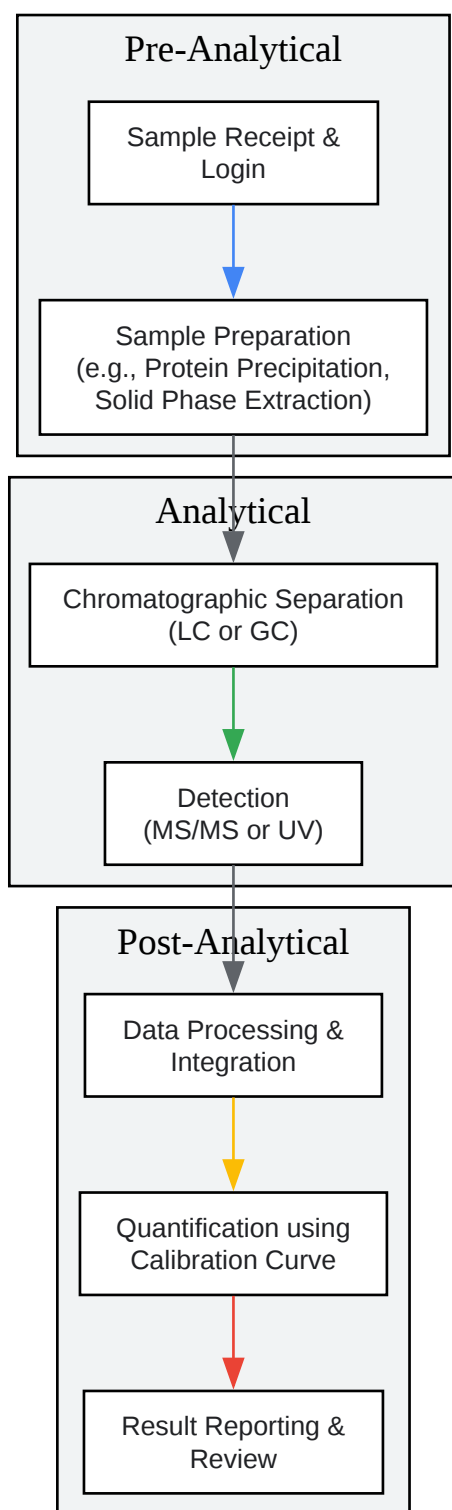 Pre-Analytical
Sample Receipt &
Login
Sample Preparation
(e.g., Protein Precipitation,
Solid Phase Extraction)
Analytical
Chromatographic Separation
(LC or GC)
Detection
(MS/MS or UV)
Post-Analytical
Data Processing &
Integration
Quantification using
Calibration Curve
Result Reporting &
Review